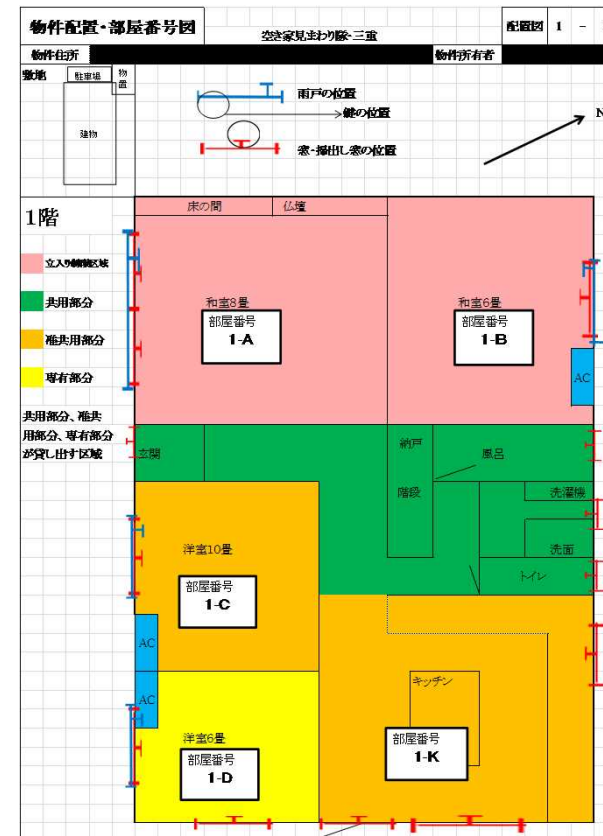 物件配置・部屋番号図
空き家見まわり隊・三重
配置図 1 -
物件住所
物件所有者
敷地
駐車場
物置
建物
雨戸の位置
鍵の位置
窓・掃出し窓の位置
N
1階
床の間
仏壇
立入り制限区域
共用部分
准共用部分
専有部分
共用部分、准共
用部分、専有部分
が貸し出す区域
和室8畳
部屋番号
1-A
和室6畳
部屋番号
1-B
AC
玄関
納戸
風呂
階段
洗濯機
洗面
トイレ
洋室10畳
部屋番号
1-C
AC
AC
キッチン
洋室6畳
部屋番号
1-D
部屋番号
1-K